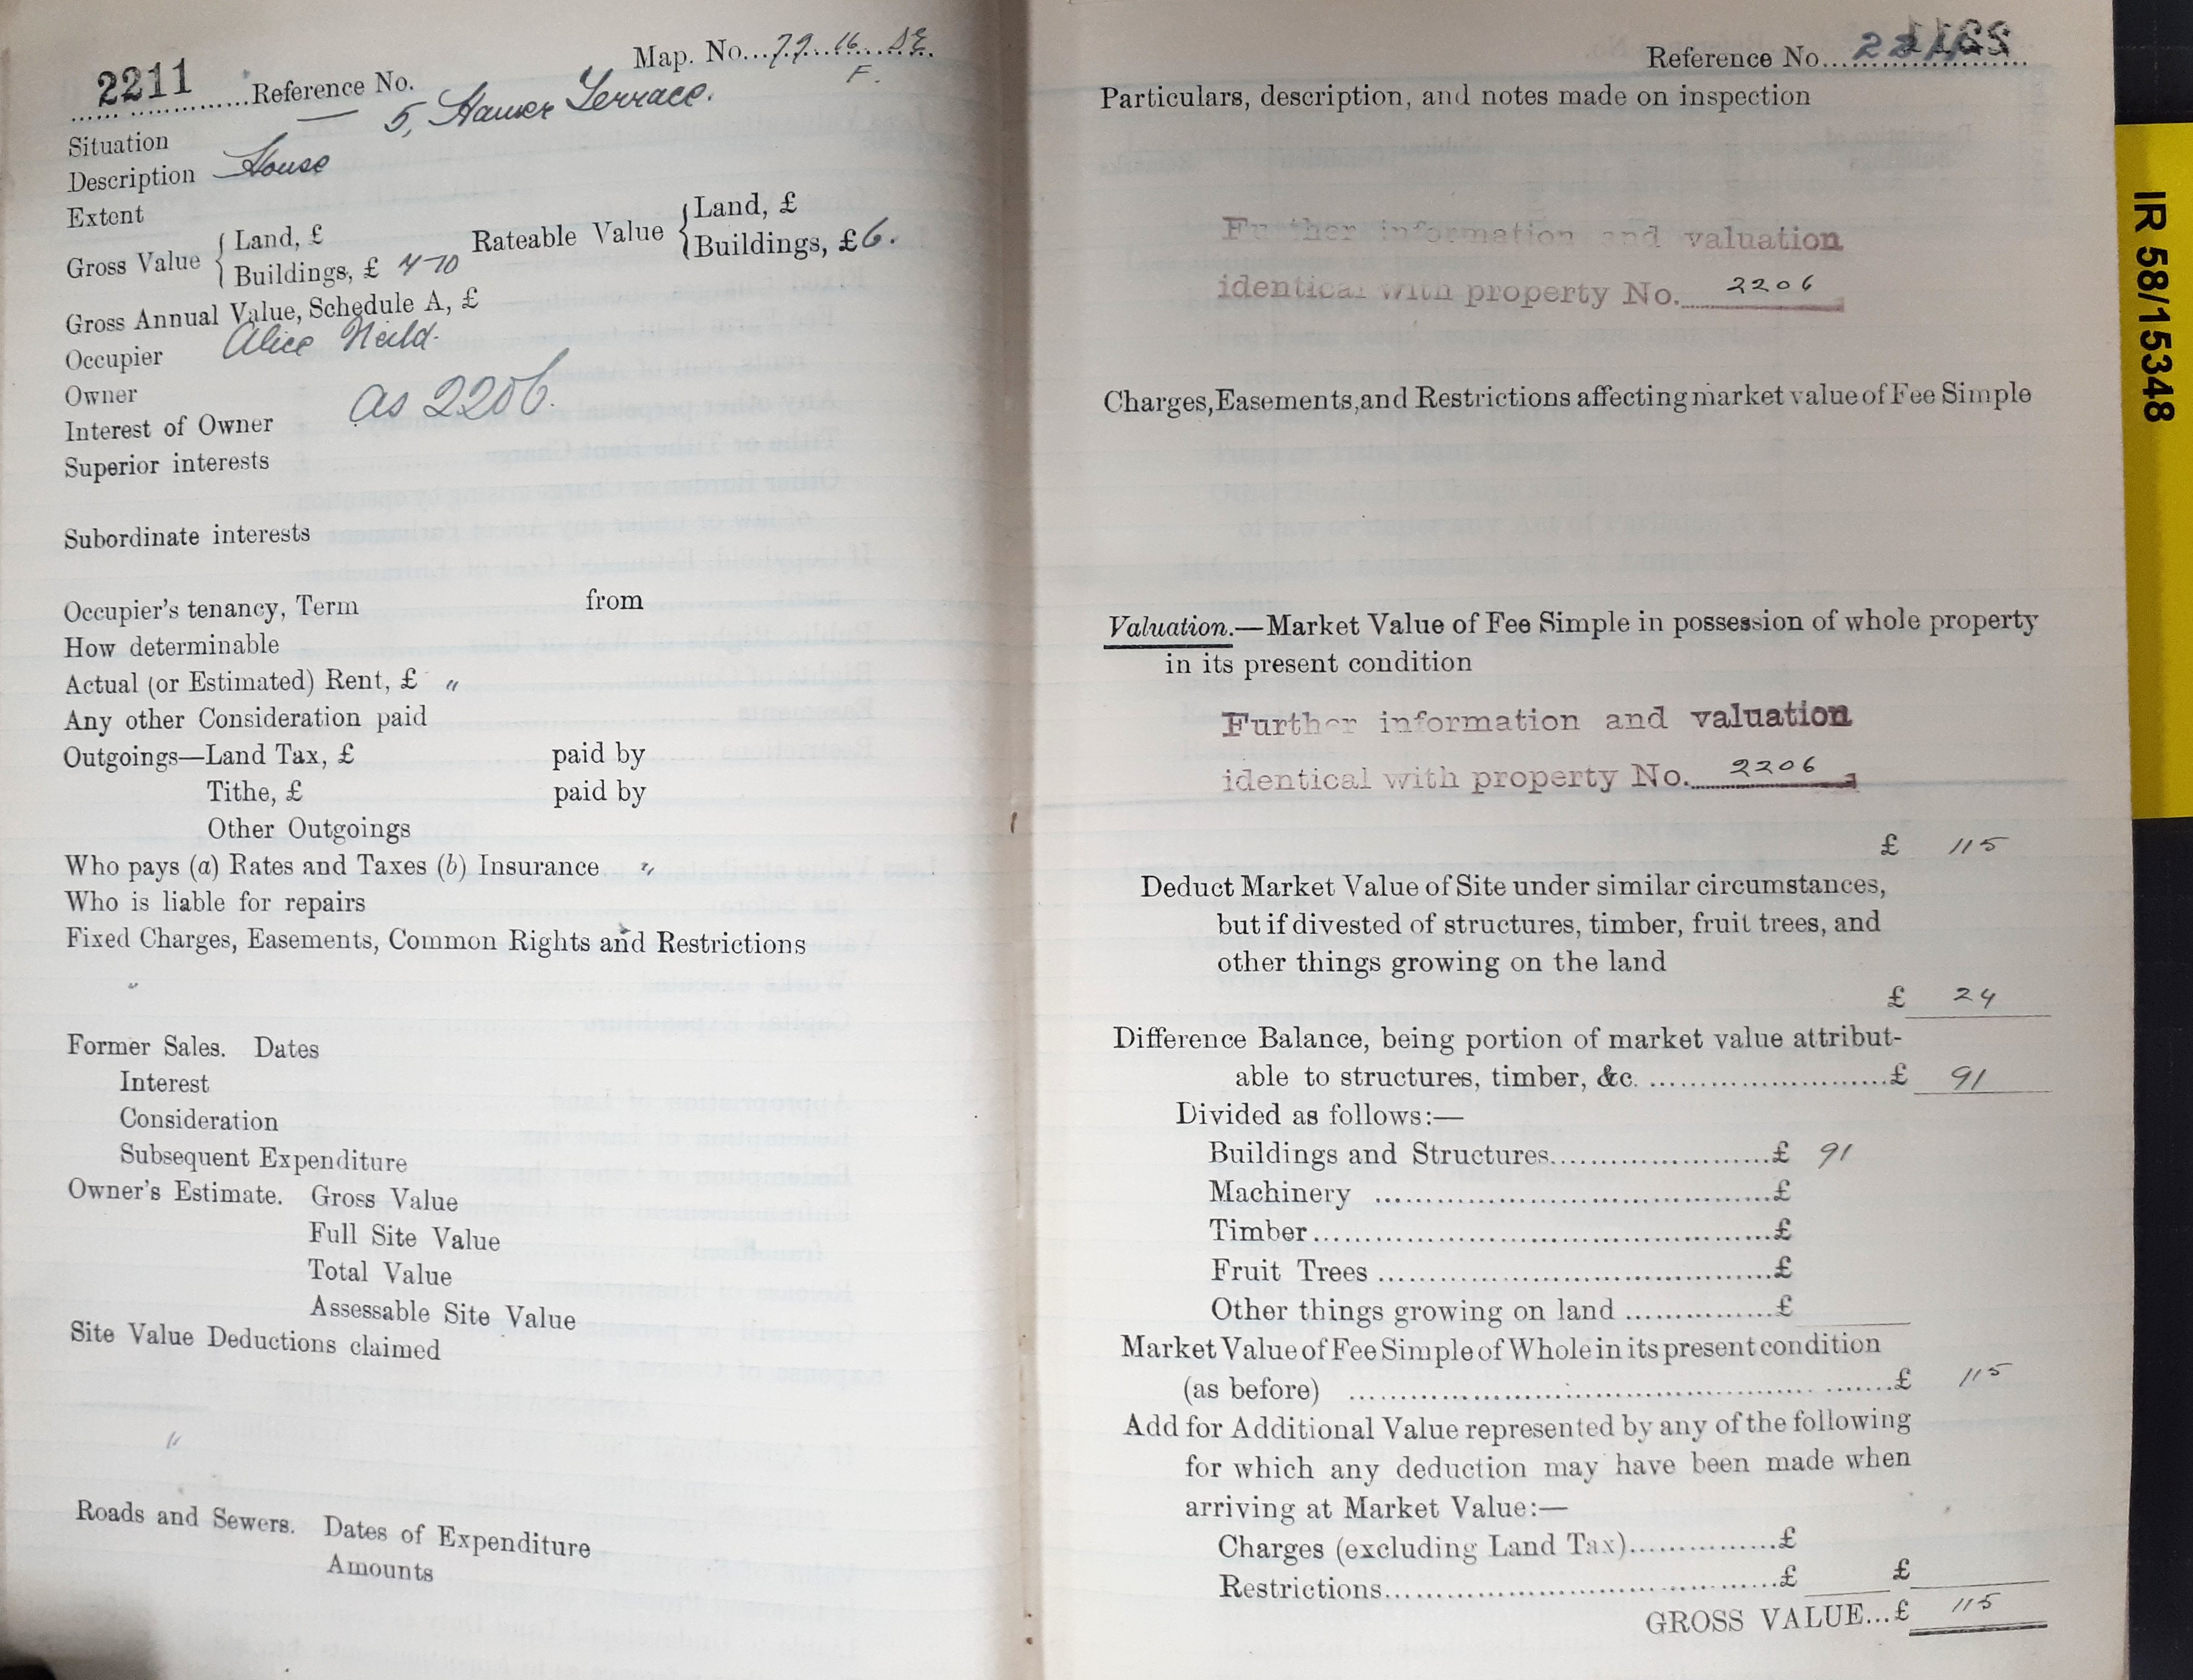 2211 Reference No. Map. No. 77.16 SE
F.
Situation — 5, Hamer Terrace.
Description House
Extent
Gross Value { Land, £ Rateable Value { Land, £
Buildings, £ 7-10 Buildings, £ 6.
Gross Annual Value, Schedule A, £
Occupier Alice Neild.
Owner
Interest of Owner as 2206.
Superior interests
Subordinate interests
Occupier's tenancy, Term from
How determinable
Actual (or Estimated) Rent, £ "
Any other Consideration paid
Outgoings—Land Tax, £ paid by
Tithe, £ paid by
Other Outgoings
Who pays (a) Rates and Taxes (b) Insurance "
Who is liable for repairs
Fixed Charges, Easements, Common Rights and Restrictions
"
Former Sales. Dates
Interest
Consideration
Subsequent Expenditure
Owner's Estimate. Gross Value
Full Site Value
Total Value
Assessable Site Value
Site Value Deductions claimed
"
Roads and Sewers. Dates of Expenditure
Amounts
Reference No. 2211
Particulars, description, and notes made on inspection
Further information and valuation
identical with property No. 2206
Charges, Easements, and Restrictions affecting market value of Fee Simple
Valuation.—Market Value of Fee Simple in possession of whole property
in its present condition
Further information and valuation
identical with property No. 2206
£ 115
Deduct Market Value of Site under similar circumstances,
but if divested of structures, timber, fruit trees, and
other things growing on the land
£ 24
Difference Balance, being portion of market value attribut-
able to structures, timber, &c. ........ £ 91
Divided as follows:—
Buildings and Structures........ £ 91
Machinery ........ £
Timber ........ £
Fruit Trees ........ £
Other things growing on land ........ £
Market Value of Fee Simple of Whole in its present condition
(as before) ........ £ 115
Add for Additional Value represented by any of the following
for which any deduction may have been made when
arriving at Market Value:—
Charges (excluding Land Tax)........ £
Restrictions........ £ £
GROSS VALUE...£ 115
IR 58/15348